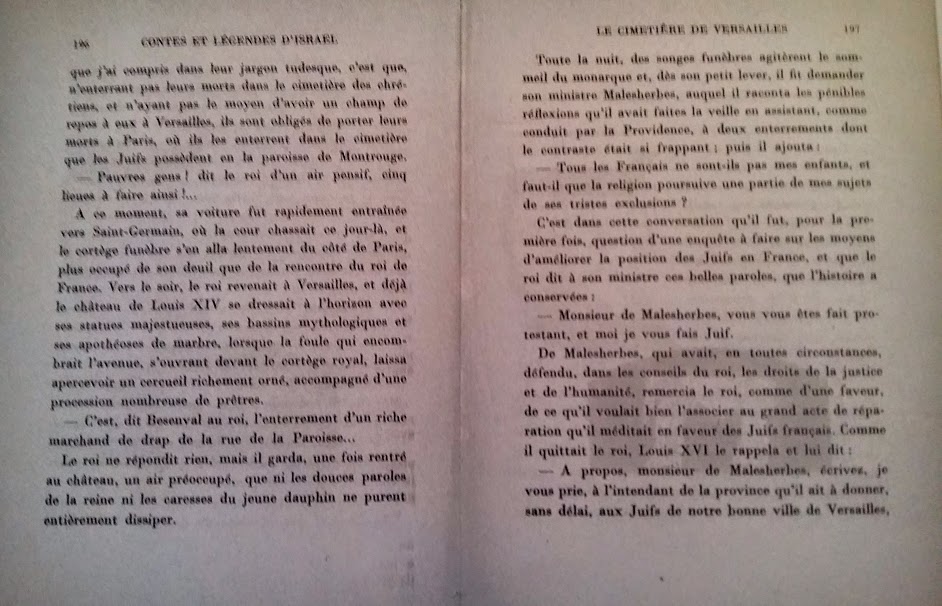 196 CONTES ET LÉGENDES D'ISRAËL
que j'ai compris dans leur jargon tudesque, c'est que,
n'enterrant pas leurs morts dans le cimetière des chré-
tiens, et n'ayant pas le moyen d'avoir un champ de
repos à eux à Versailles, ils sont obligés de porter leurs
morts à Paris, où ils les enterrent dans le cimetière
que les Juifs possèdent en la paroisse de Montrouge.
— Pauvres gens ! dit le roi d'un air pensif, cinq
lieues à faire ainsi !...
A ce moment, sa voiture fut rapidement entraînée
vers Saint-Germain, où la cour chassait ce jour-là, et
le cortège funèbre s'en alla lentement du côté de Paris,
plus occupé de son deuil que de la rencontre du roi de
France. Vers le soir, le roi revenait à Versailles, et déjà
le château de Louis XIV se dressait à l'horison avec
ses statues majestueuses, ses bassins mythologiques et
ses apothéoses de marbre, lorsque la foule qui encom-
brait l'avenue, s'ouvrant devant le cortège royal, laissa
apercevoir un cercueil richement orné, accompagné d'une
procession nombreuse de prêtres.
— C'est, dit Besenval au roi, l'enterrement d'un riche
marchand de drap de la rue de la Paroisse...
Le roi ne répondit rien, mais il garda, une fois rentré
au château, un air préoccupé, que ni les douces paroles
de la reine ni les caresses du jeune dauphin ne purent
entièrement dissiper.
LE CIMETIÈRE DE VERSAILLES 197
Toute la nuit, des songes funèbres agitèrent le som-
meil du monarque et, dès son petit lever, il fit demander
son ministre Malesherbes, auquel il raconta les pénibles
réflexions qu'il avait faites la veille en assistant, comme
conduit par la Providence, à deux enterrements dont
le contraste était si frappant ; puis il ajouta :
— Tous les Français ne sont-ils pas mes enfants, et
faut-il que la religion poursuive une partie de mes sujets
de ses tristes exclusions ?
C'est dans cette conversation qu'il fut, pour la pre-
mière fois, question d'une enquête à faire sur les moyens
d'améliorer la position des Juifs en France, et que le
roi dit à son ministre ces belles paroles, que l'histoire a
conservées :
— Monsieur de Malesherbes, vous vous êtes fait pro-
testant, et moi je vous fais Juif.
De Malesherbes, qui avait, en toutes circonstances,
défendu, dans les conseils du roi, les droits de la justice
et de l'humanité, remercia le roi, comme d'une faveur,
de ce qu'il voulait bien l'associer au grand acte de répa-
ration qu'il méditait en faveur des Juifs français. Comme
il quittait le roi, Louis XVI le rappela et lui dit :
— A propos, monsieur de Malesherbes, écrivez, je
vous prie, à l'intendant de la province qu'il ait à donner,
sans délai, aux Juifs de notre bonne ville de Versailles,